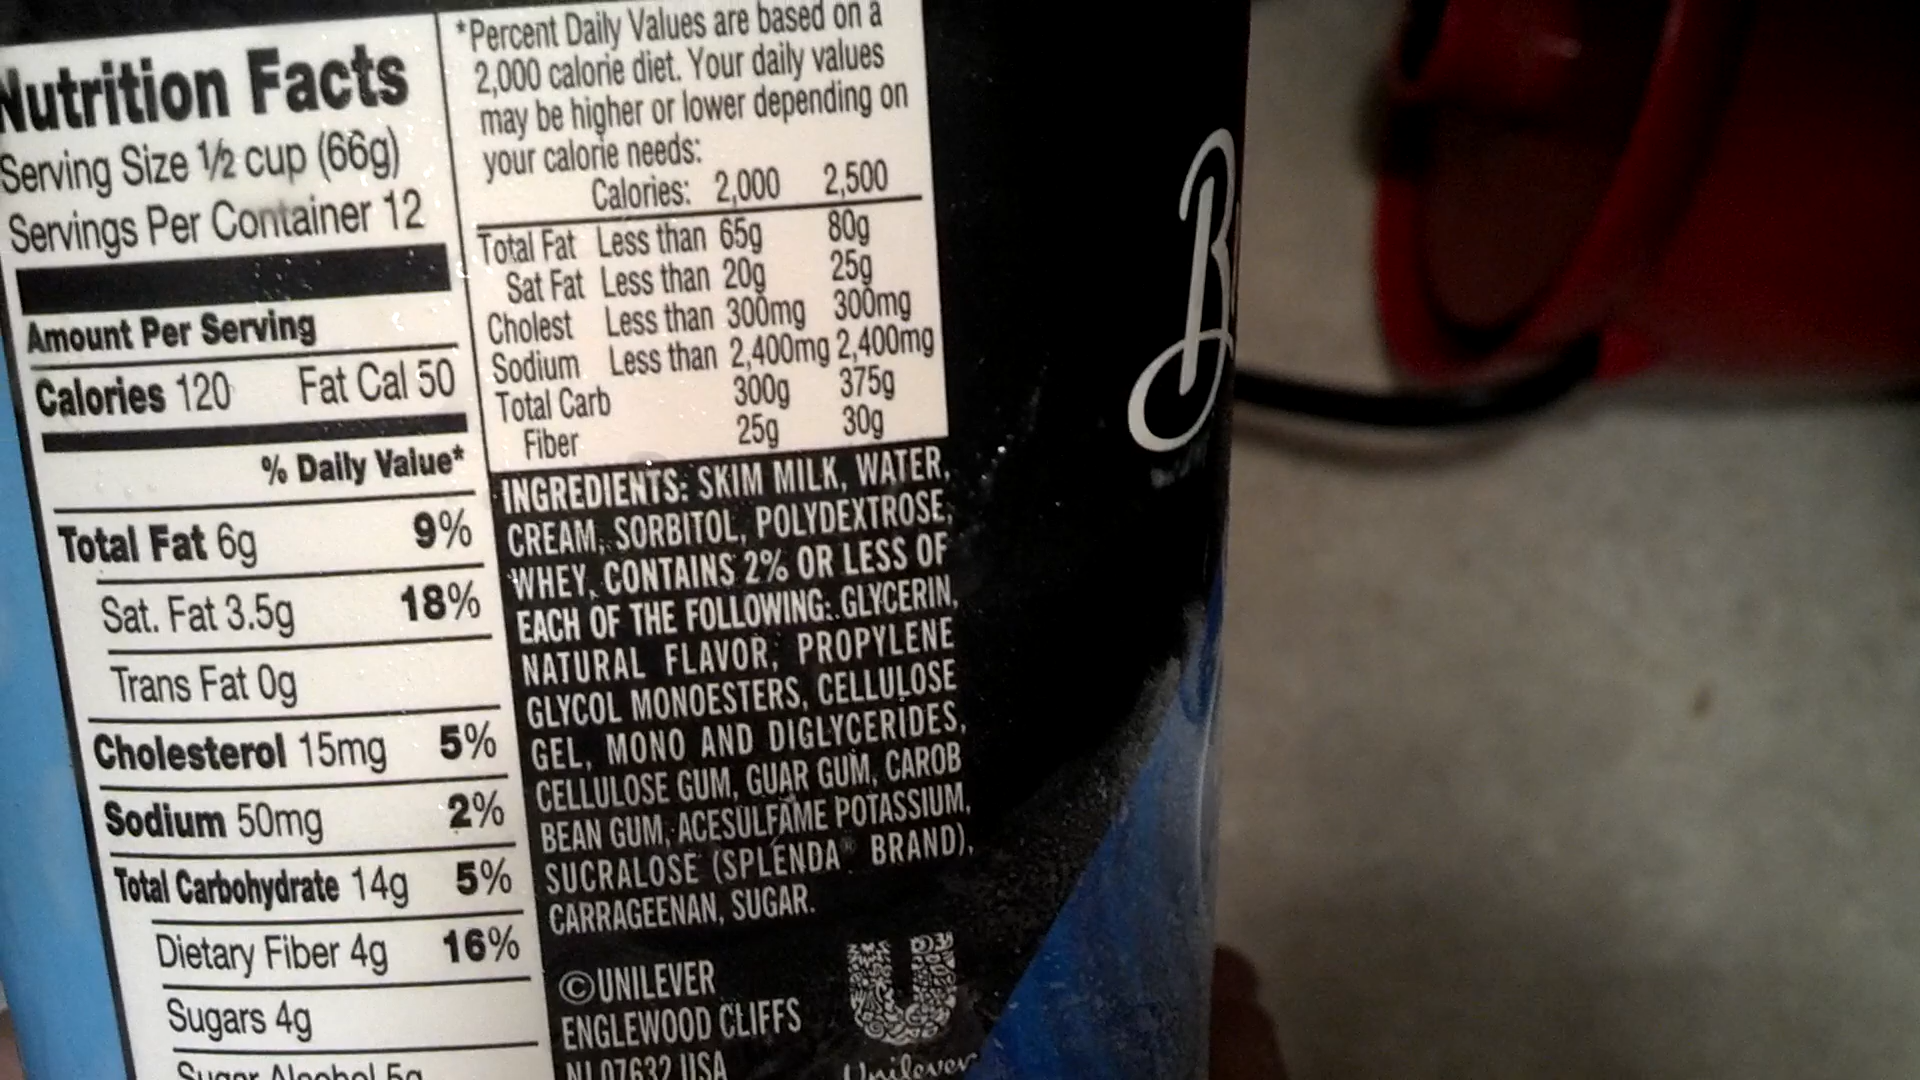 Nutrition Facts
Serving Size 1/2 cup (66g)
Servings Per Container 12
Amount Per Serving
Calories 120 Fat Cal 50
% Daily Value*
Total Fat 6g 9%
Sat. Fat 3.5g 18%
Trans Fat 0g
Cholesterol 15mg 5%
Sodium 50mg 2%
Total Carbohydrate 14g 5%
Dietary Fiber 4g 16%
Sugars 4g
Sugar Alcohol 5g
*Percent Daily Values are based on a
2,000 calorie diet. Your daily values
may be higher or lower depending on
your calorie needs:
Calories: 2,000 2,500
Total Fat Less than 65g 80g
Sat Fat Less than 20g 25g
Cholest Less than 300mg 300mg
Sodium Less than 2,400mg 2,400mg
Total Carb 300g 375g
Fiber 25g 30g
INGREDIENTS: SKIM MILK, WATER,
CREAM, SORBITOL, POLYDEXTROSE,
WHEY, CONTAINS 2% OR LESS OF
EACH OF THE FOLLOWING: GLYCERIN,
NATURAL FLAVOR, PROPYLENE
GLYCOL MONOESTERS, CELLULOSE
GEL, MONO AND DIGLYCERIDES,
CELLULOSE GUM, GUAR GUM, CAROB
BEAN GUM, ACESULFAME POTASSIUM,
SUCRALOSE (SPLENDA® BRAND),
CARRAGEENAN, SUGAR.
©UNILEVER
ENGLEWOOD CLIFFS
NJ 07632 USA
Unilever
B